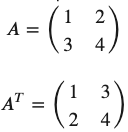 A = (1 2
3 4)
A^T = (1 3
2 4)